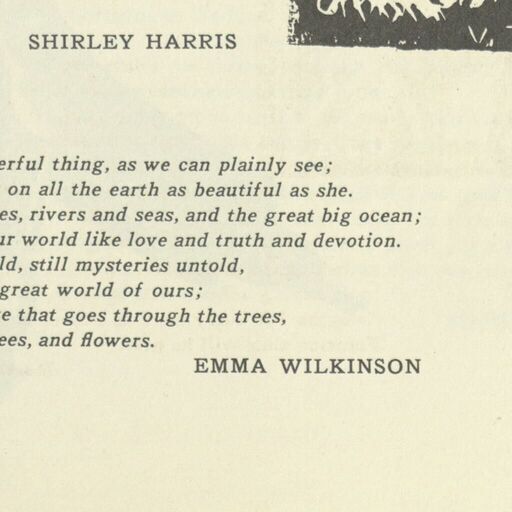 SHIRLEY HARRIS
erful thing, as we can plainly see;
on all the earth as beautiful as she.
es, rivers and seas, and the great big ocean;
ur world like love and truth and devotion.
ld, still mysteries untold,
great world of ours;
e that goes through the trees,
ees, and flowers.
EMMA WILKINSON